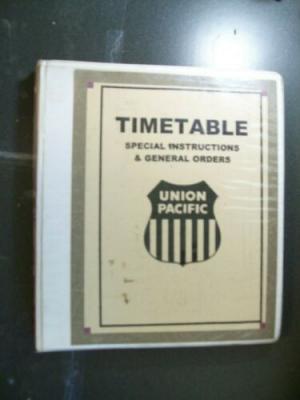 TIMETABLE
SPECIAL INSTRUCTIONS
& GENERAL ORDERS
UNION
PACIFIC